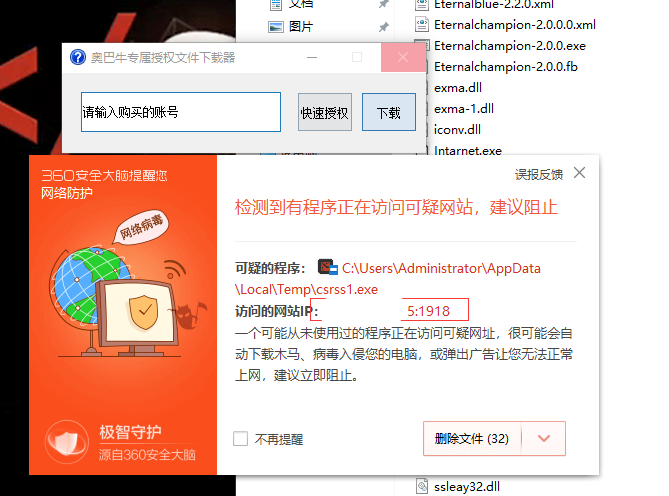 文档
图片
Eternalblue-2.2.0.xml
Eternalchampion-2.0.0.0.xml
Eternalchampion-2.0.0.exe
Eternalchampion-2.0.0.fb
exma.dll
exma-1.dll
iconv.dll
Intarnet.exe
奥巴牛专属授权文件下载器
请输入购买的账号
快速授权
下载
360安全大脑提醒您
网络防护
网络病毒
极智守护
源自360安全大脑
误报反馈
检测到有程序正在访问可疑网站，建议阻止
可疑的程序： C:\Users\Administrator\AppData
\Local\Temp\csrss1.exe
访问的网站IP： 5:1918
一个可能从未使用过的程序正在访问可疑网址，很可能会自
动下载木马、病毒入侵您的电脑，或弹出广告让您无法正常
上网，建议立即阻止。
不再提醒
删除文件 (32)
ssleay32.dll